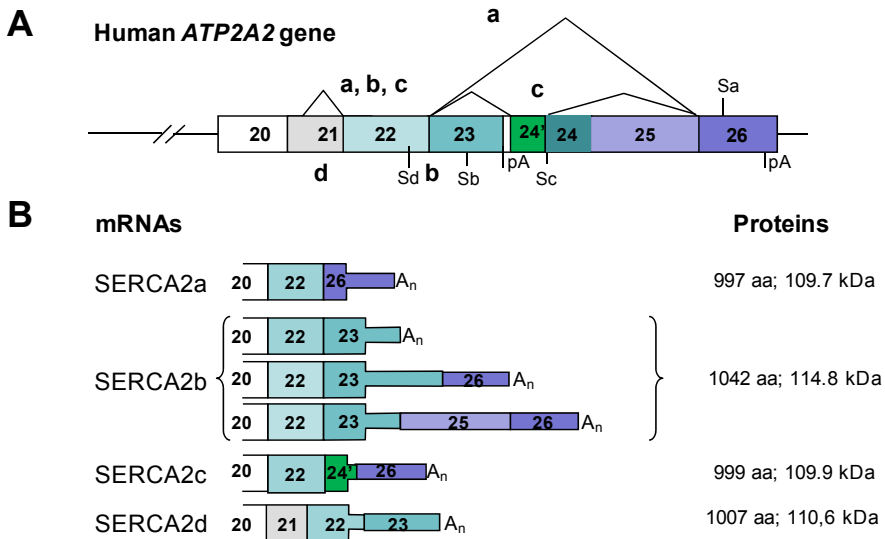 A
Human ATP2A2 gene
a
a, b, c
c
Sa
20 21 22 23 24' 24 25 26
d
Sd
b
Sb
pA
Sc
pA
B
mRNAs
Proteins
SERCA2a 20 22 26 An 997 aa; 109.7 kDa
20 22 23 An
SERCA2b 20 22 23 26 An 1042 aa; 114.8 kDa
20 22 23 25 26 An
SERCA2c 20 22 24' 26 An 999 aa; 109.9 kDa
SERCA2d 20 21 22 23 An 1007 aa; 110,6 kDa